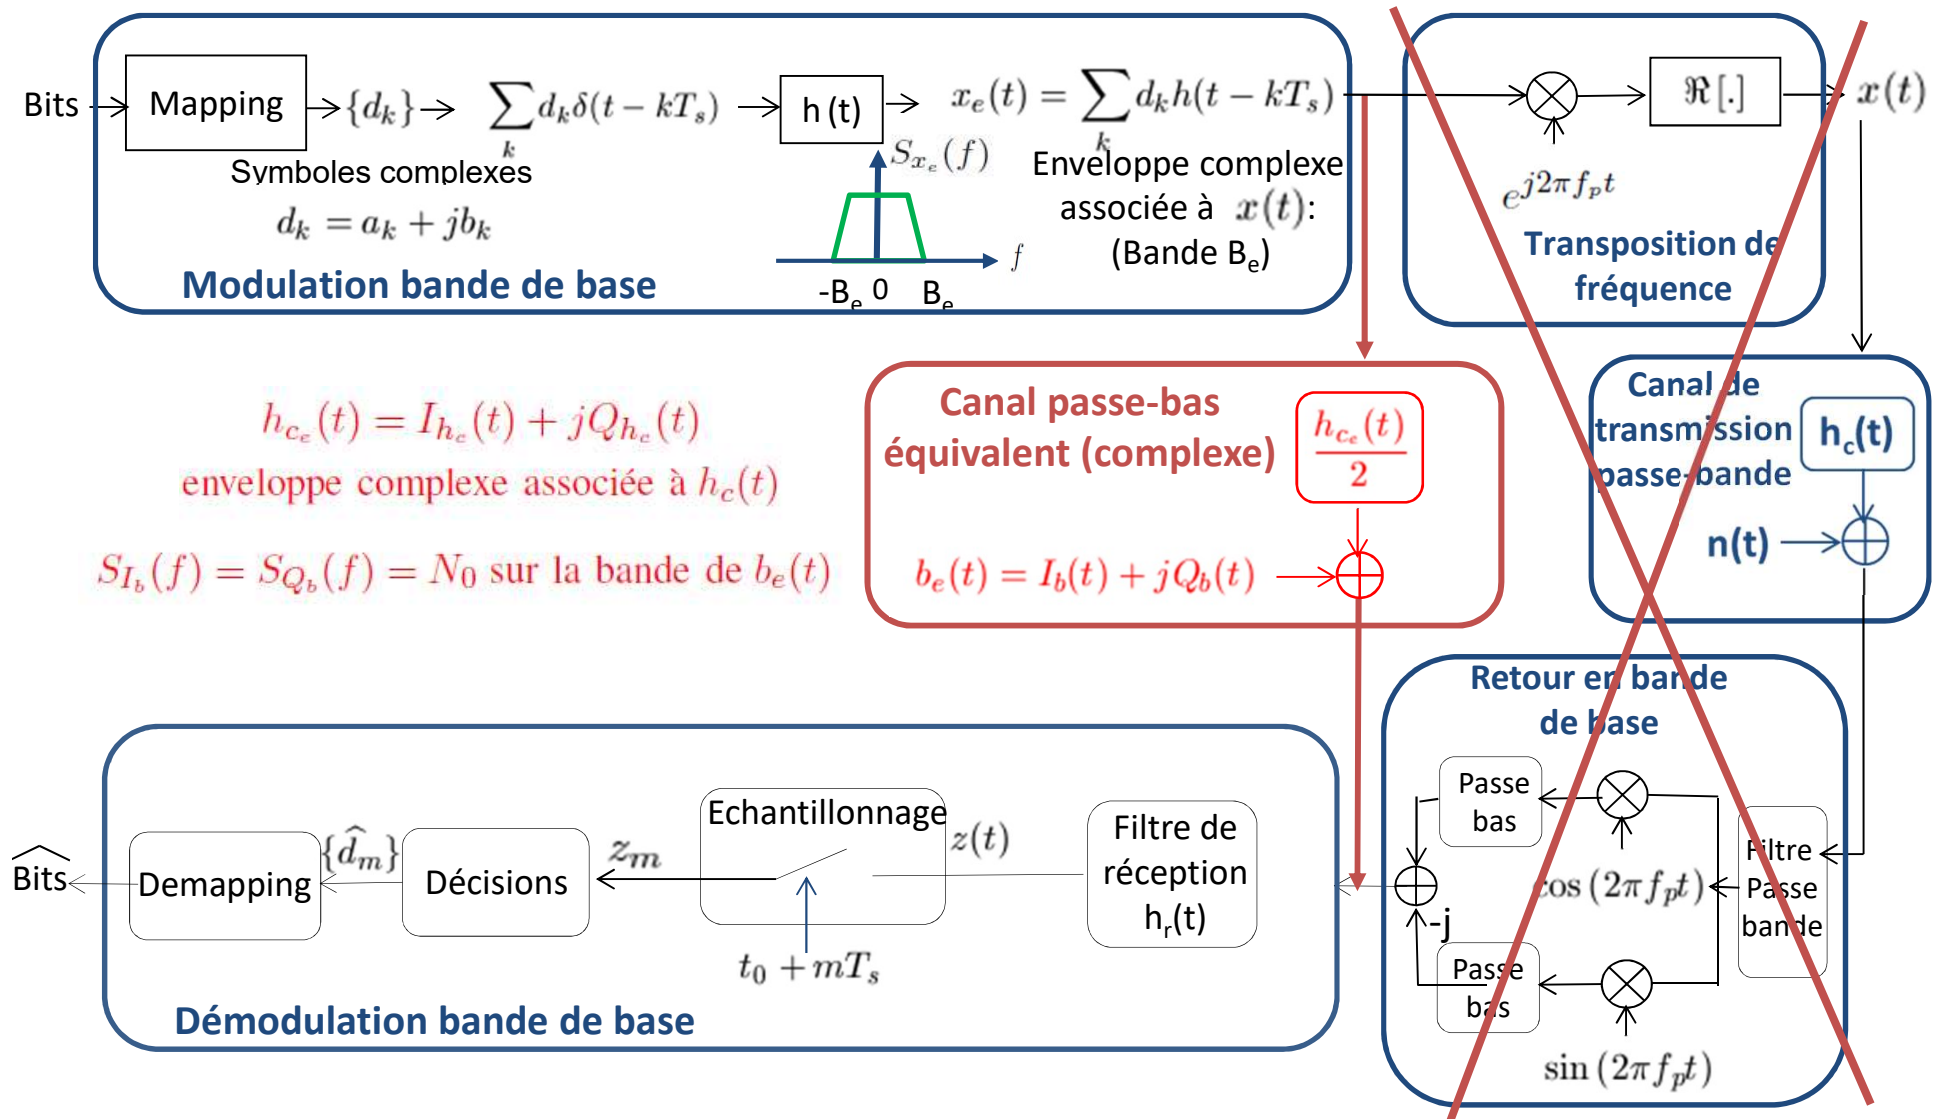 Bits
Mapping
{d_k}
\sum_k d_k δ(t − kT_s)
h (t)
x_e(t) = \sum_k d_k h(t − kT_s)
ℜ [.]
x(t)
Symboles complexes
d_k = a_k + jb_k
S_{x_e}(f)
f
-B_e 0 B_e
Enveloppe complexe
associée à x(t):
(Bande B_e)
e^{j2πf_p t}
Modulation bande de base
Transposition de
fréquence
h_{c_e}(t) = I_{h_c}(t) + jQ_{h_c}(t)
enveloppe complexe associée à h_c(t)
S_{I_b}(f) = S_{Q_b}(f) = N_0 sur la bande de b_e(t)
Canal passe-bas
équivalent (complexe)
h_{c_e}(t)
2
b_e(t) = I_b(t) + jQ_b(t)
Canal de
transmission
passe-bande
h_c(t)
n(t)
Retour en bande
de base
Passe
bas
cos (2πf_p t)
Filtre
Passe
bande
-j
Passe
bas
sin (2πf_p t)
\widehat{Bits}
Demapping
{\widehat{d}_m}
Décisions
z_m
Echantillonnage
t_0 + mT_s
z(t)
Filtre de
réception
h_r(t)
Démodulation bande de base